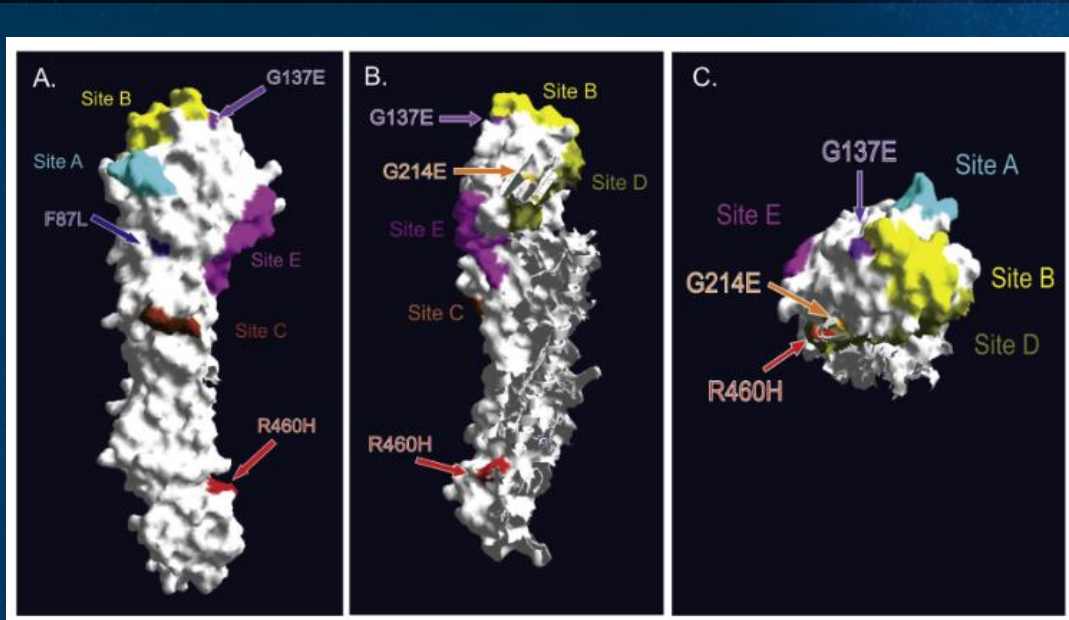 A.
G137E
Site B
Site A
F87L
Site E
Site C
R460H
B.
Site B
G137E
G214E
Site D
Site E
Site C
R460H
C.
G137E
Site A
Site E
G214E
Site B
Site D
R460H